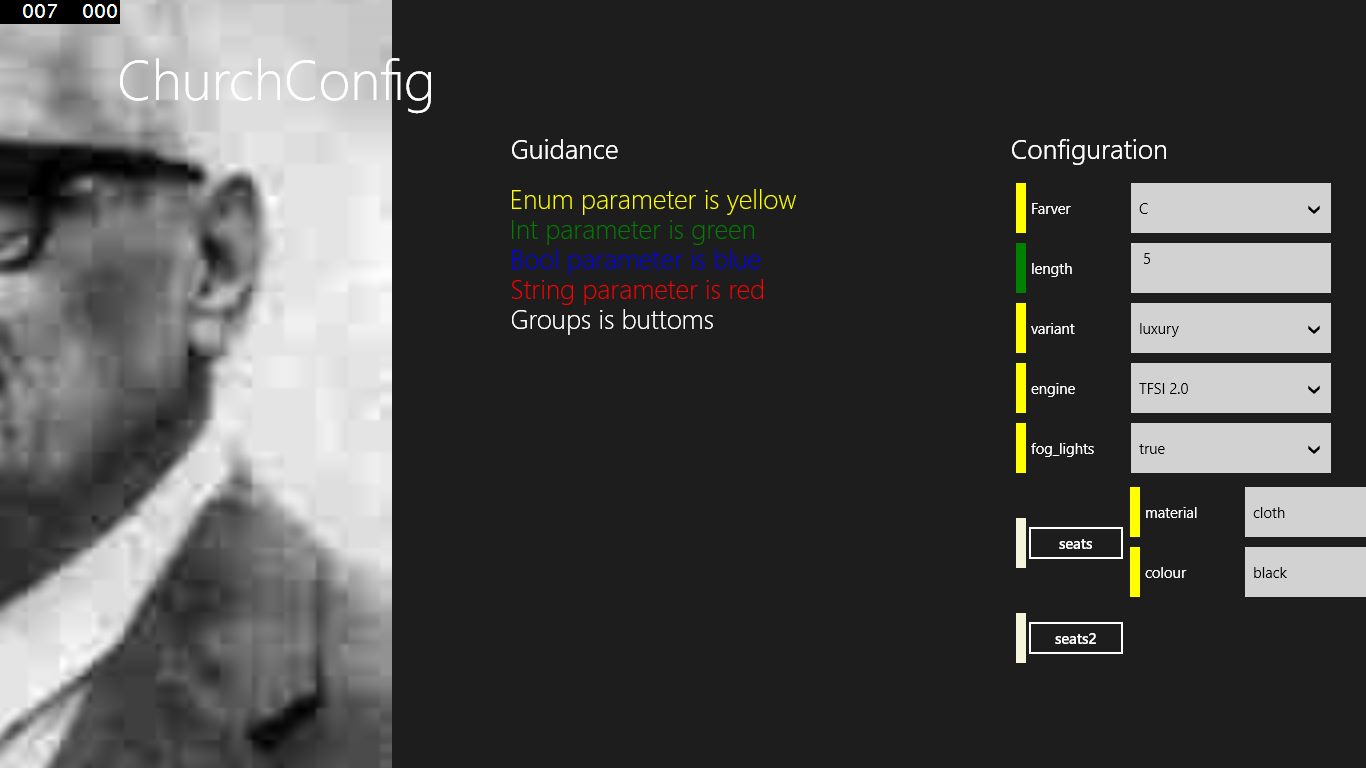 007 000
ChurchConfig
Guidance
Enum parameter is yellow
Int parameter is green
Bool parameter is blue
String parameter is red
Groups is buttoms
Configuration
Farver C
length 5
variant luxury
engine TFSI 2.0
fog_lights true
seats
material cloth
colour black
seats2